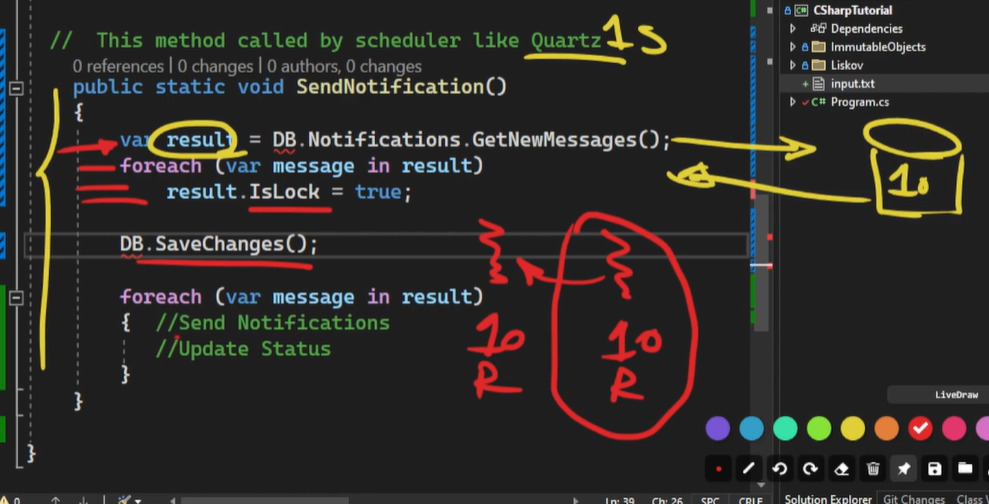 // This method called by scheduler like Quartz 1s
0 references | 0 changes | 0 authors, 0 changes
public static void SendNotification()
{
var result = DB.Notifications.GetNewMessages();
foreach (var message in result)
result.IsLock = true;
DB.SaveChanges();
foreach (var message in result)
{ //Send Notifications
//Update Status
}
}
}
10
R
10
R
10
CSharpTutorial
Dependencies
ImmutableObjects
Liskov
input.txt
C# Program.cs
LiveDraw
0
Ln: 39 Ch: 26 SPC CRLF
Solution Explorer Git Changes Class